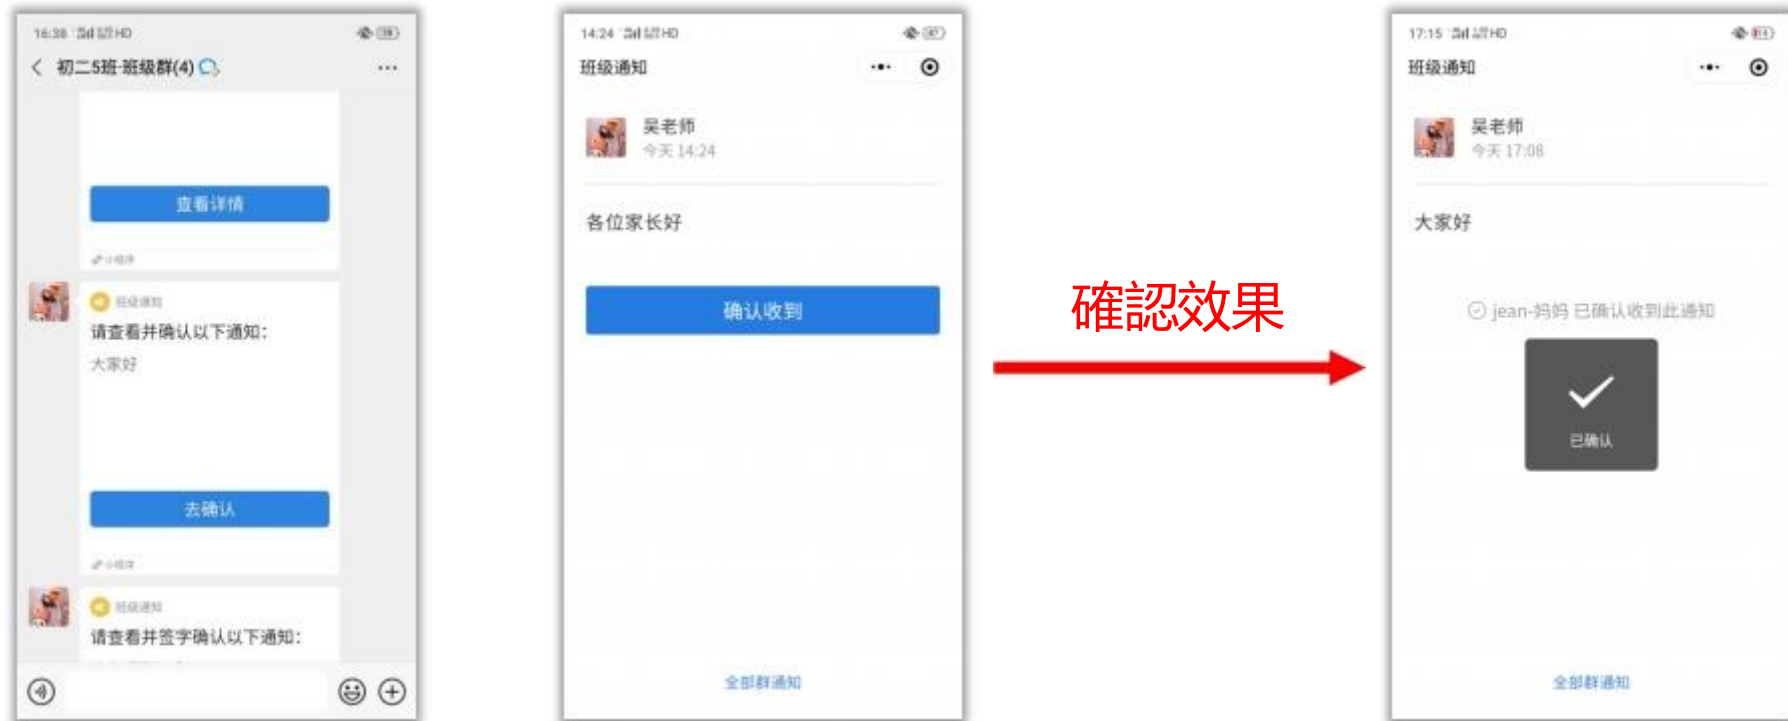 16:38
初二5班-班级群(4)
查看详情
小程序
班级通知
请查看并确认以下通知：
大家好
去确认
小程序
班级通知
请查看并签字确认以下通知：
14:24
班级通知
吴老师
今天 14:24
各位家长好
确认收到
全部群通知
確認效果
17:15
班级通知
吴老师
今天 17:08
大家好
jean-妈妈 已确认收到此通知
已确认
全部群通知